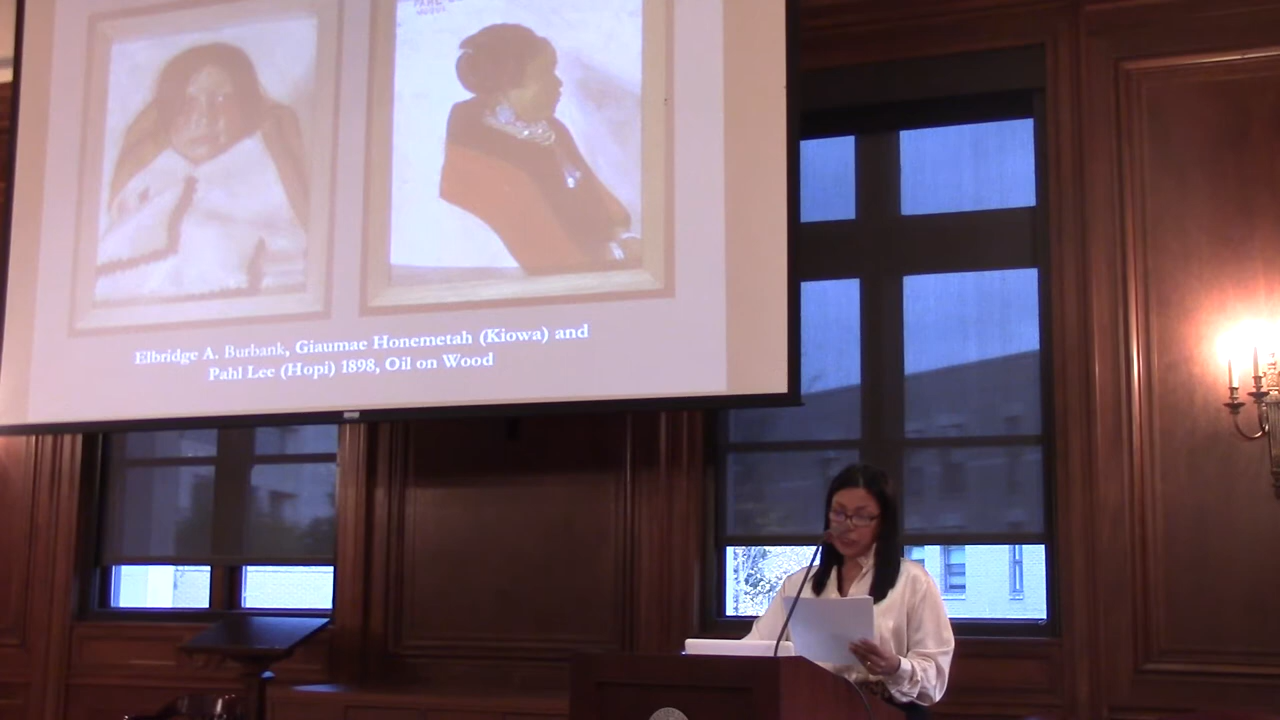 Elbridge A. Burbank, Giaumae Honemetah (Kiowa) and
Pahl Lee (Hopi) 1898, Oil on Wood